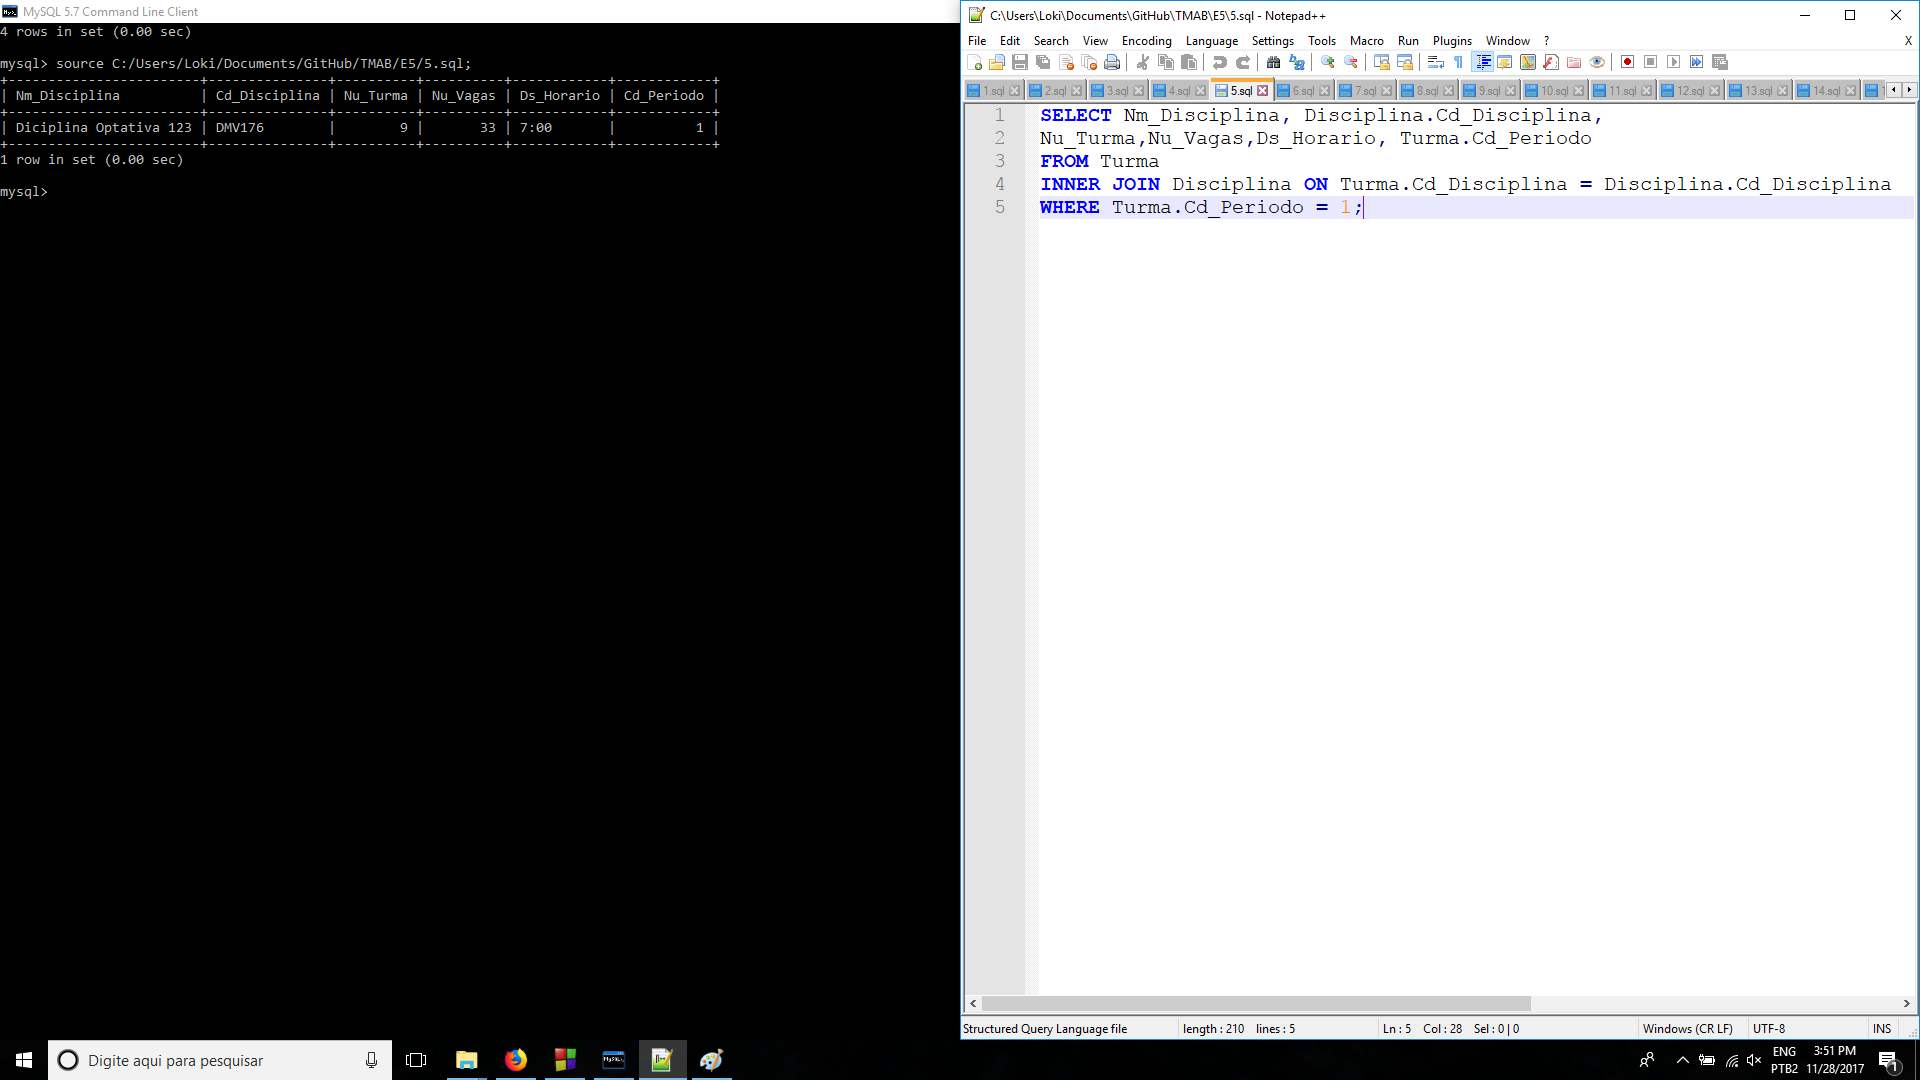 MySQL 5.7 Command Line Client
4 rows in set (0.00 sec)
mysql> source C:/Users/Loki/Documents/GitHub/TMAB/E5/5.sql;
+------------------------+---------------+----------+----------+------------+------------+
| Nm_Disciplina | Cd_Disciplina | Nu_Turma | Nu_Vagas | Ds_Horario | Cd_Periodo |
+------------------------+---------------+----------+----------+------------+------------+
| Diciplina Optativa 123 | DMV176 | 9 | 33 | 7:00 | 1 |
+------------------------+---------------+----------+----------+------------+------------+
1 row in set (0.00 sec)
mysql>
C:\Users\Loki\Documents\GitHub\TMAB\E5\5.sql - Notepad++
File Edit Search View Encoding Language Settings Tools Macro Run Plugins Window ? X
1.sql 2.sql 3.sql 4.sql 5.sql 6.sql 7.sql 8.sql 9.sql 10.sql 11.sql 12.sql 13.sql 14.sql
1 SELECT Nm_Disciplina, Disciplina.Cd_Disciplina,
2 Nu_Turma,Nu_Vagas,Ds_Horario, Turma.Cd_Periodo
3 FROM Turma
4 INNER JOIN Disciplina ON Turma.Cd_Disciplina = Disciplina.Cd_Disciplina
5 WHERE Turma.Cd_Periodo = 1;
Structured Query Language file length : 210 lines : 5 Ln : 5 Col : 28 Sel : 0 | 0 Windows (CR LF) UTF-8 INS
Digite aqui para pesquisar
ENG
PTB2
3:51 PM
11/28/2017
1